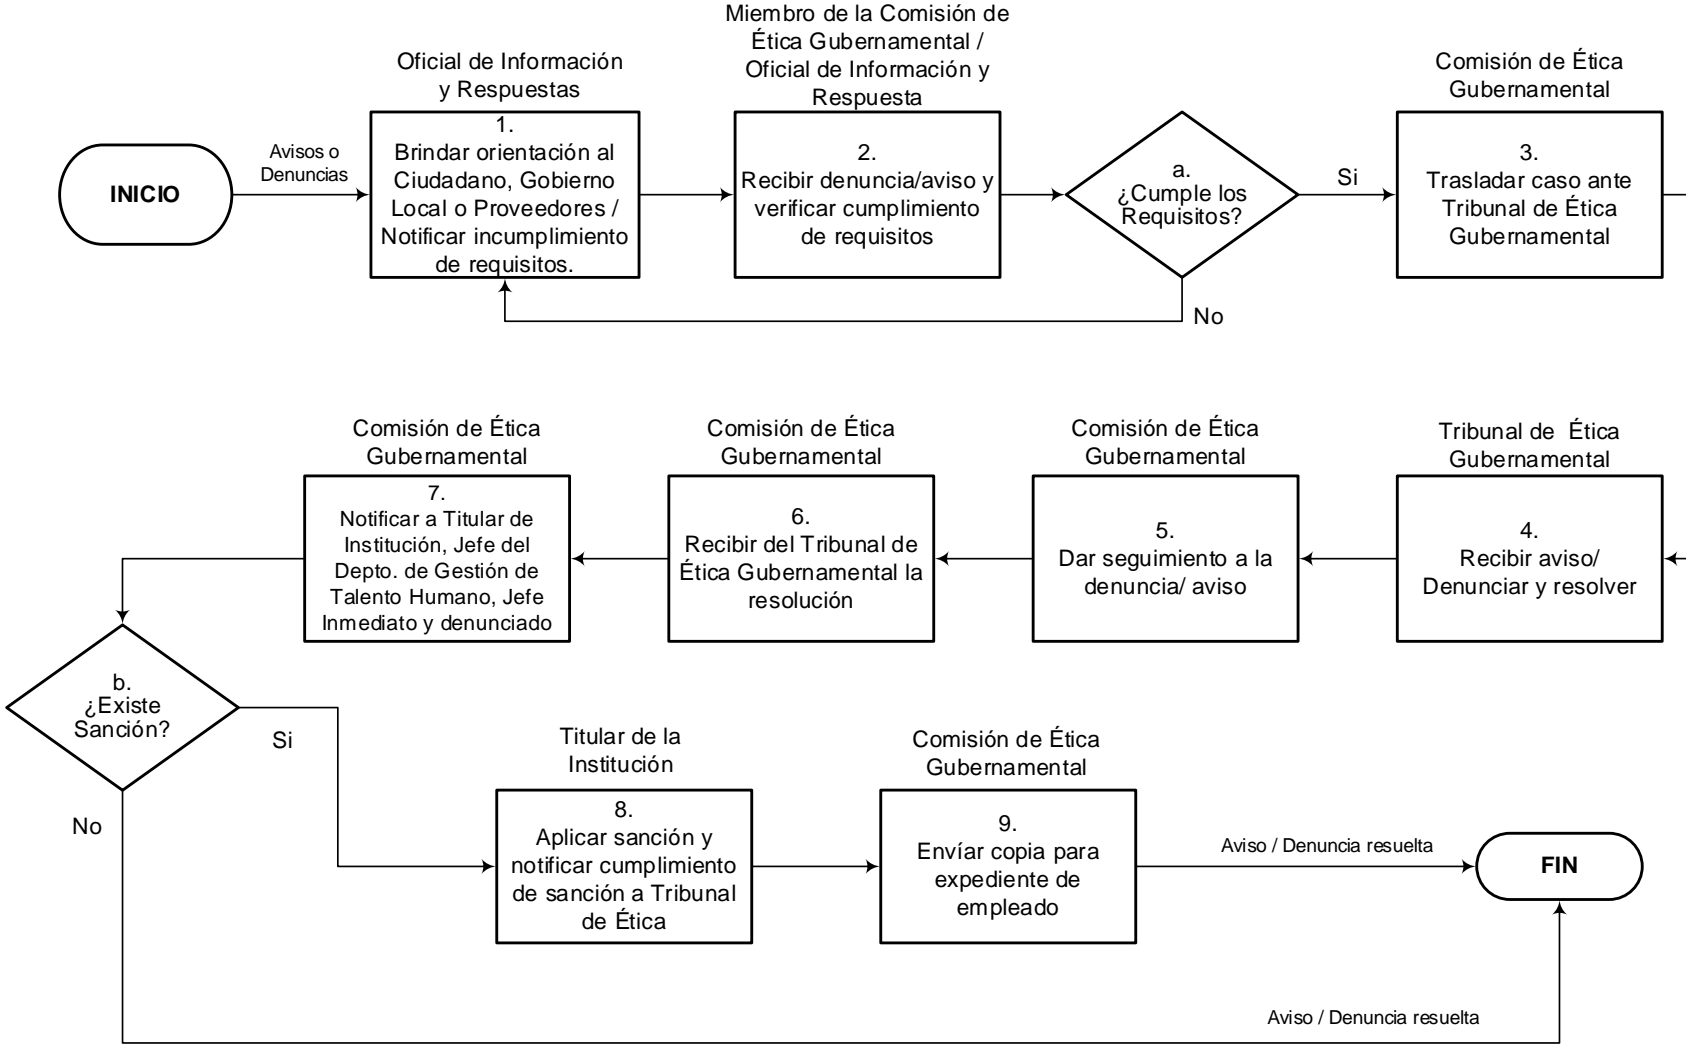 INICIO
Avisos o
Denuncias
Oficial de Información
y Respuestas
1.
Brindar orientación al
Ciudadano, Gobierno
Local o Proveedores /
Notificar incumplimiento
de requisitos.
Miembro de la Comisión de
Ética Gubernamental /
Oficial de Información y
Respuesta
2.
Recibir denuncia/aviso y
verificar cumplimiento
de requisitos
a.
¿Cumple los
Requisitos?
Si
No
Comisión de Ética
Gubernamental
3.
Trasladar caso ante
Tribunal de Ética
Gubernamental
Tribunal de Ética
Gubernamental
4.
Recibir aviso/
Denunciar y resolver
Comisión de Ética
Gubernamental
5.
Dar seguimiento a la
denuncia/ aviso
Comisión de Ética
Gubernamental
6.
Recibir del Tribunal de
Ética Gubernamental la
resolución
Comisión de Ética
Gubernamental
7.
Notificar a Titular de
Institución, Jefe del
Depto. de Gestión de
Talento Humano, Jefe
Inmediato y denunciado
b.
¿Existe
Sanción?
Si
No
Titular de la
Institución
8.
Aplicar sanción y
notificar cumplimiento
de sanción a Tribunal
de Ética
Comisión de Ética
Gubernamental
9.
Envíar copia para
expediente de
empleado
Aviso / Denuncia resuelta
FIN
Aviso / Denuncia resuelta